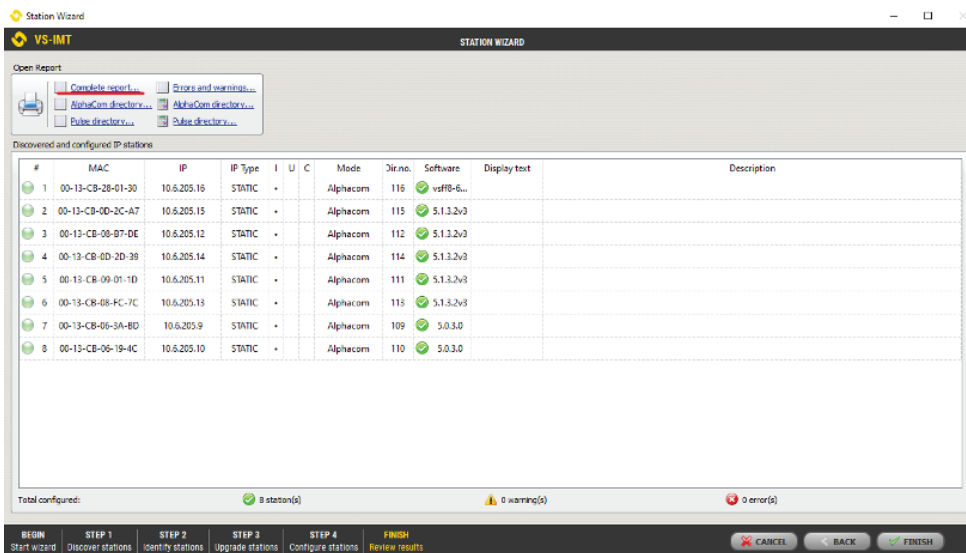 Station Wizard
VS-IMT
STATION WIZARD
Open Report
Complete report... Errors and warnings...
AlphaCom directory... AlphaCom directory...
Pulse directory... Pulse directory...
Discovered and configured IP stations
# MAC IP IP Type I U C Mode Dir.no. Software Display text Description
1 00-13-CB-28-01-30 10.6.205.16 STATIC • Alphacom 116 vsff8-6...
2 00-13-CB-0D-2C-A7 10.6.205.15 STATIC • Alphacom 115 5.1.3.2v3
3 00-13-CB-08-B7-DE 10.6.205.12 STATIC • Alphacom 112 5.1.3.2v3
4 00-13-CB-0D-2D-39 10.6.205.14 STATIC • Alphacom 114 5.1.3.2v3
5 00-13-CB-09-01-1D 10.6.205.11 STATIC • Alphacom 111 5.1.3.2v3
6 00-13-CB-08-FC-7C 10.6.205.13 STATIC • Alphacom 113 5.1.3.2v3
7 00-13-CB-06-3A-BD 10.6.205.9 STATIC • Alphacom 109 5.0.3.0
8 00-13-CB-06-19-4C 10.6.205.10 STATIC • Alphacom 110 5.0.3.0
Total configured: 8 station(s) 0 warning(s) 0 error(s)
BEGIN STEP 1 STEP 2 STEP 3 STEP 4 FINISH
Start wizard Discover stations Identify stations Upgrade stations Configure stations Review results
CANCEL < BACK FINISH